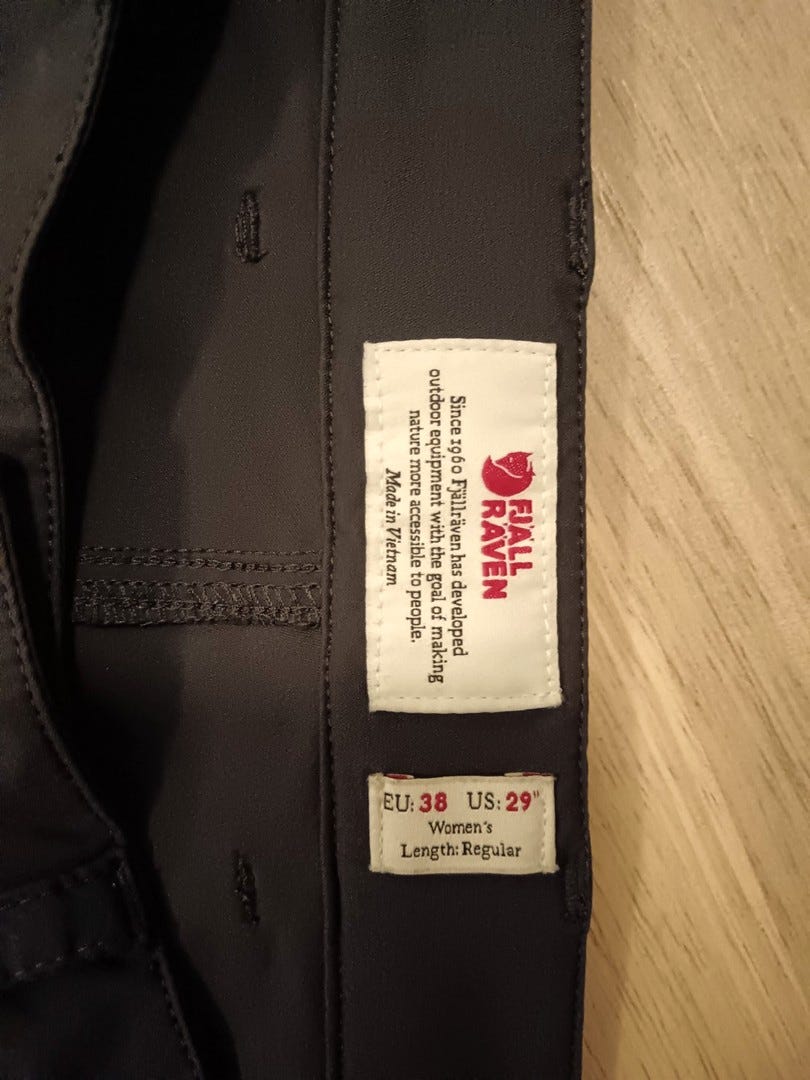 FJÄLL
RÄVEN
Since 1960 Fjällräven has developed
outdoor equipment with the goal of making
nature more accessible to people.
Made in Vietnam
EU: 38 US: 29"
Women's
Length: Regular